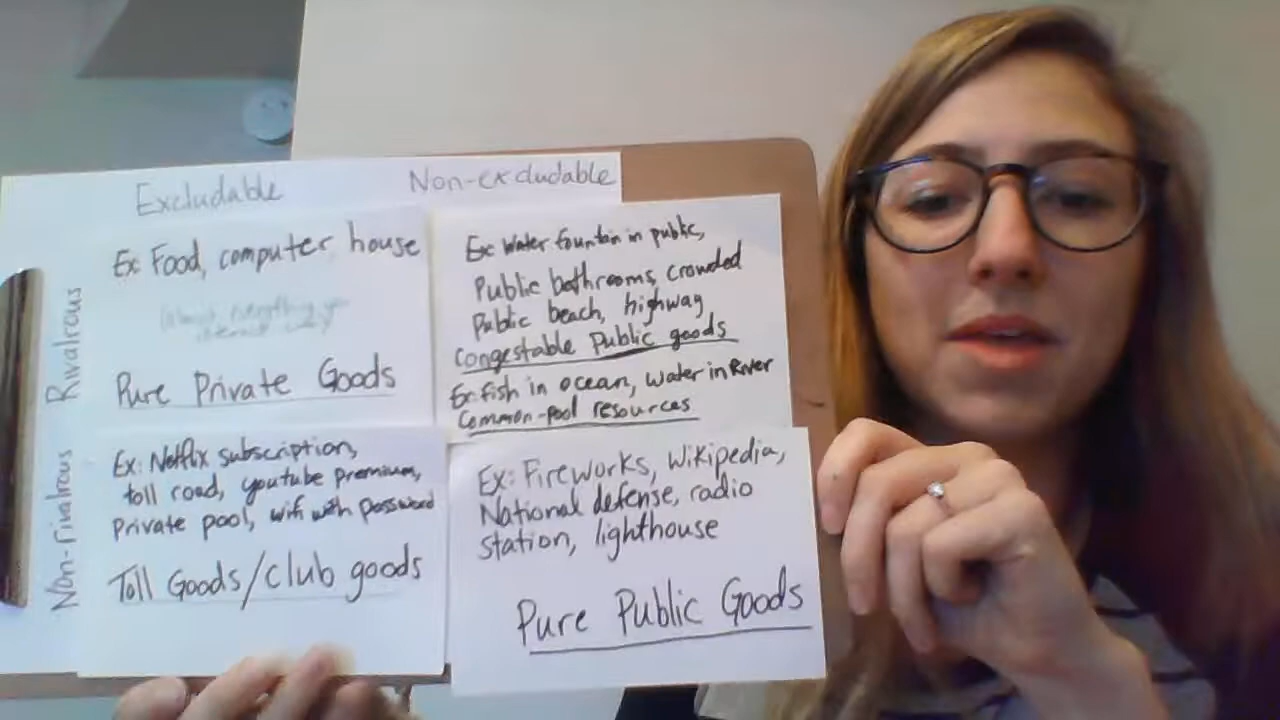 Excludable Non-excludable
Rivalrous
Ex: Food, computer house
everything you
Pure Private Goods
Ex: Water fountain in public,
Public bathrooms, crowded
Public beach, highway
Congestable Public goods
Ex: fish in ocean, Water in River
Common-pool resources
Non-rivalrous
Ex: Netflix subscription,
toll road, youtube premium,
Private pool, wifi with password
Toll Goods/club goods
Ex: Fireworks, Wikipedia,
National defense, radio
station, lighthouse
Pure Public Goods